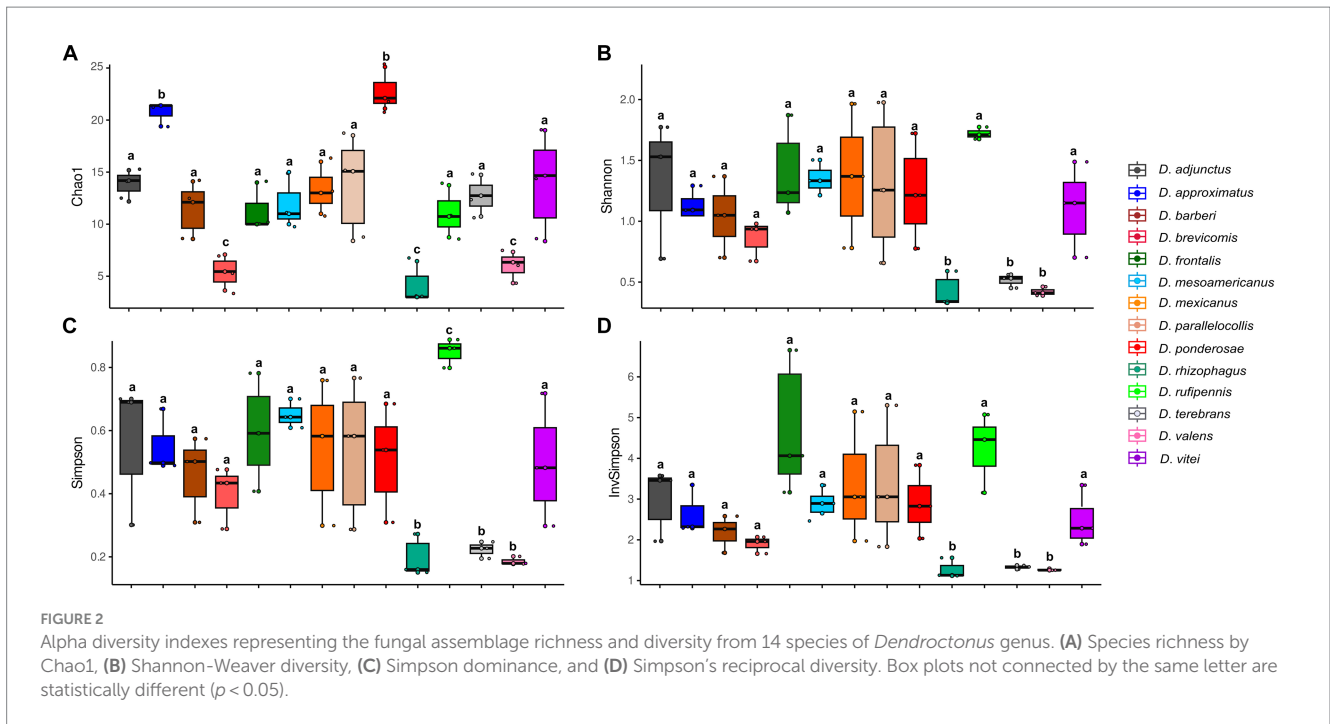 A
Chao1
25
20
15
10
5
a
b
a
c
a
a
a
a
b
c
a
a
c
a
B
Shannon
2.0
1.5
1.0
0.5
a
a
a
a
a
a
a
a
a
b
a
b
b
a
C
Simpson
0.8
0.6
0.4
0.2
a
a
a
a
a
a
a
a
a
b
c
b
b
a
D
InvSimpson
6
5
4
3
2
1
a
a
a
a
a
a
a
a
a
b
a
b
b
a
D. adjunctus
D. approximatus
D. barberi
D. brevicomis
D. frontalis
D. mesoamericanus
D. mexicanus
D. parallelocollis
D. ponderosae
D. rhizophagus
D. rufipennis
D. terebrans
D. valens
D. vitei
FIGURE 2
Alpha diversity indexes representing the fungal assemblage richness and diversity from 14 species of Dendroctonus genus. (A) Species richness by
Chao1, (B) Shannon-Weaver diversity, (C) Simpson dominance, and (D) Simpson's reciprocal diversity. Box plots not connected by the same letter are
statistically different (p < 0.05).